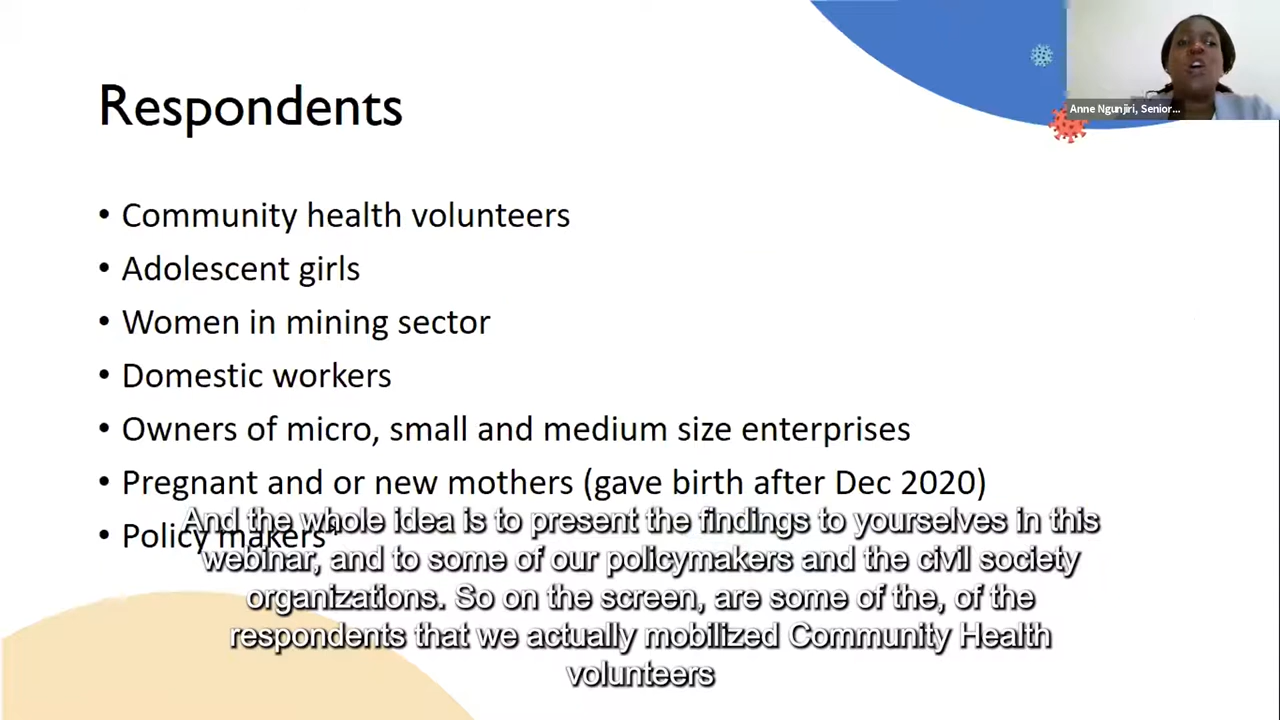 Anne Ngunjiri, Senior...
Respondents
• Community health volunteers
• Adolescent girls
• Women in mining sector
• Domestic workers
• Owners of micro, small and medium size enterprises
• Pregnant and or new mothers (gave birth after Dec 2020)
• Policy makers
And the whole idea is to present the findings to yourselves in this
webinar, and to some of our policymakers and the civil society
organizations. So on the screen, are some of the, of the
respondents that we actually mobilized Community Health
volunteers